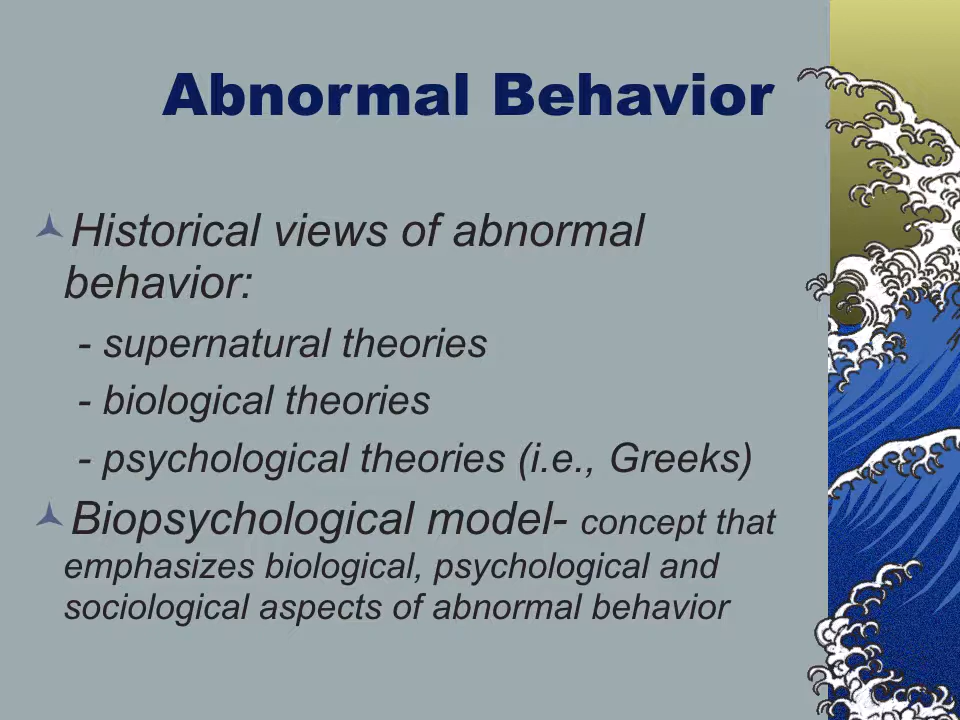 Abnormal Behavior
Historical views of abnormal
behavior:
- supernatural theories
- biological theories
- psychological theories (i.e., Greeks)
Biopsychological model- concept that
emphasizes biological, psychological and
sociological aspects of abnormal behavior